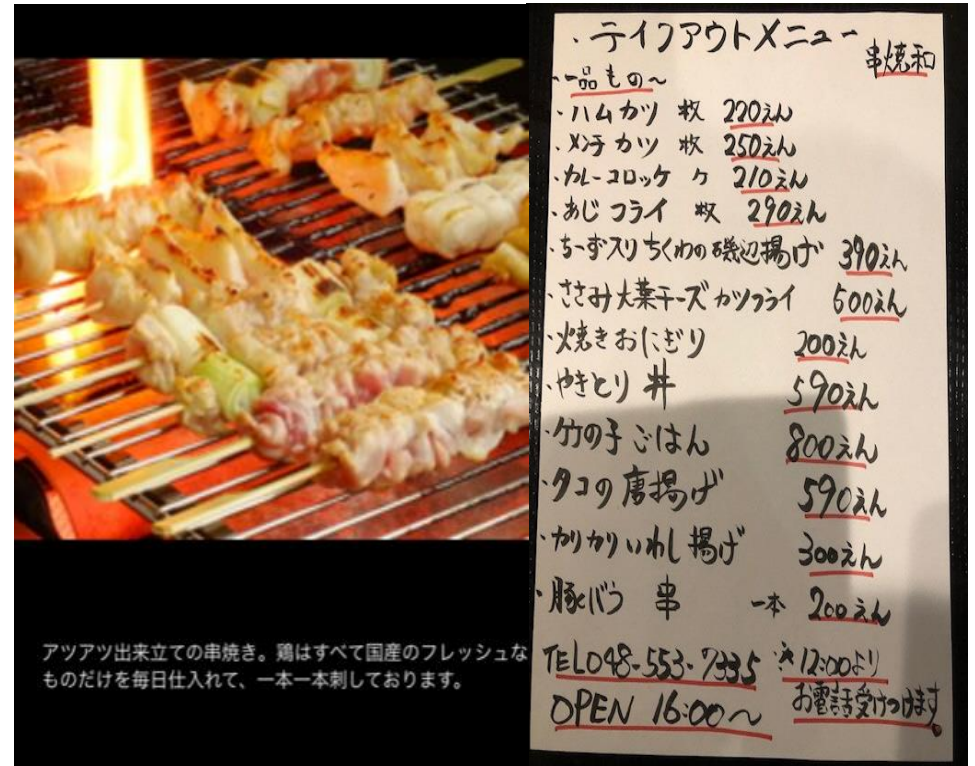 アツアツ出来立ての串焼き。鶏はすべて国産のフレッシュな
ものだけを毎日仕入れて、一本一本刺しております。
・テイクアウトメニュー
串焼和
・一品もの〜
・ハムカツ 枚 220えん
・メンチカツ 枚 250えん
・カレーコロッケ ケ 210えん
・あじフライ 枚 290えん
・ちーず入りちくわの磯辺揚げ 390えん
・ささみ大葉チーズカツフライ 500えん
・焼きおにぎり 200えん
・やきとり丼 590えん
・竹の子ごはん 800えん
・タコの唐揚げ 590えん
・カリカリいわし揚げ 300えん
・豚バラ 串 一本 200えん
TEL048-553-7335 ※12:00より
OPEN 16:00〜 お電話受けつけます。